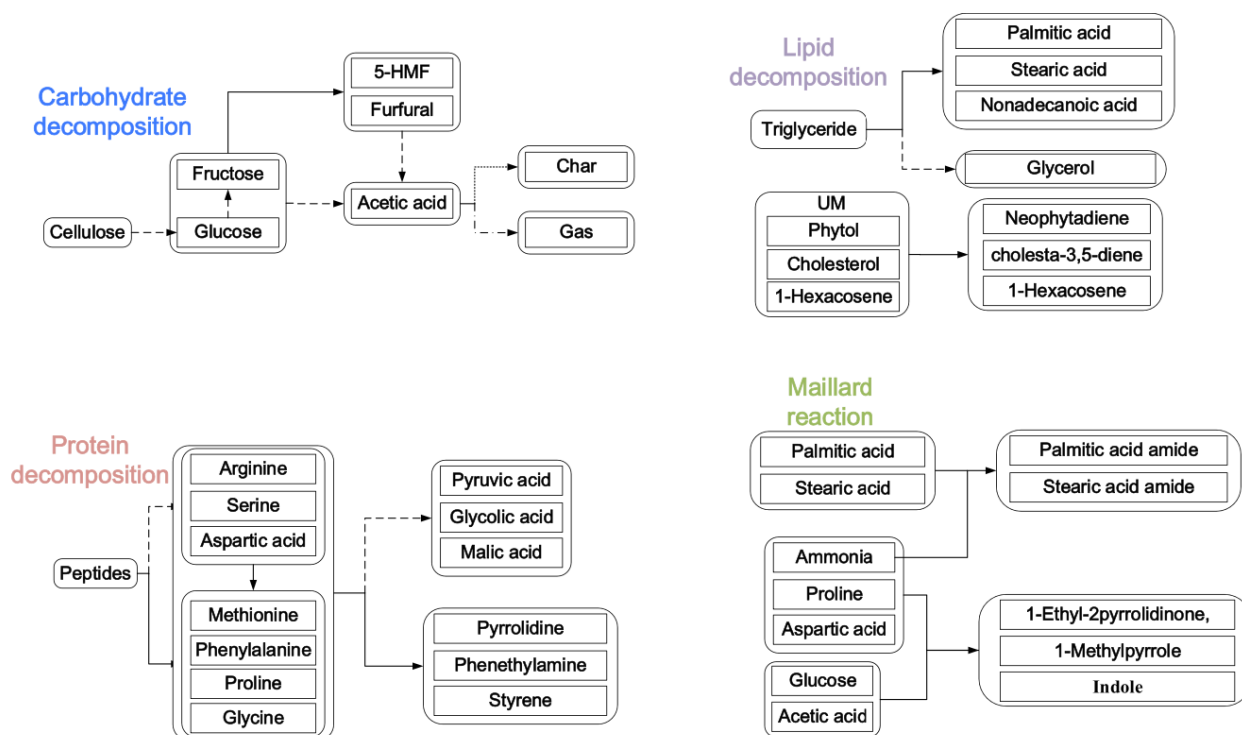 Carbohydrate
decomposition
5-HMF
Furfural
Fructose
Cellulose
Glucose
Acetic acid
Char
Gas
Lipid
decomposition
Triglyceride
Palmitic acid
Stearic acid
Nonadecanoic acid
Glycerol
UM
Phytol
Cholesterol
1-Hexacosene
Neophytadiene
cholesta-3,5-diene
1-Hexacosene
Protein
decomposition
Peptides
Arginine
Serine
Aspartic acid
Methionine
Phenylalanine
Proline
Glycine
Pyruvic acid
Glycolic acid
Malic acid
Pyrrolidine
Phenethylamine
Styrene
Maillard
reaction
Palmitic acid
Stearic acid
Palmitic acid amide
Stearic acid amide
Ammonia
Proline
Aspartic acid
Glucose
Acetic acid
1-Ethyl-2pyrrolidinone,
1-Methylpyrrole
Indole